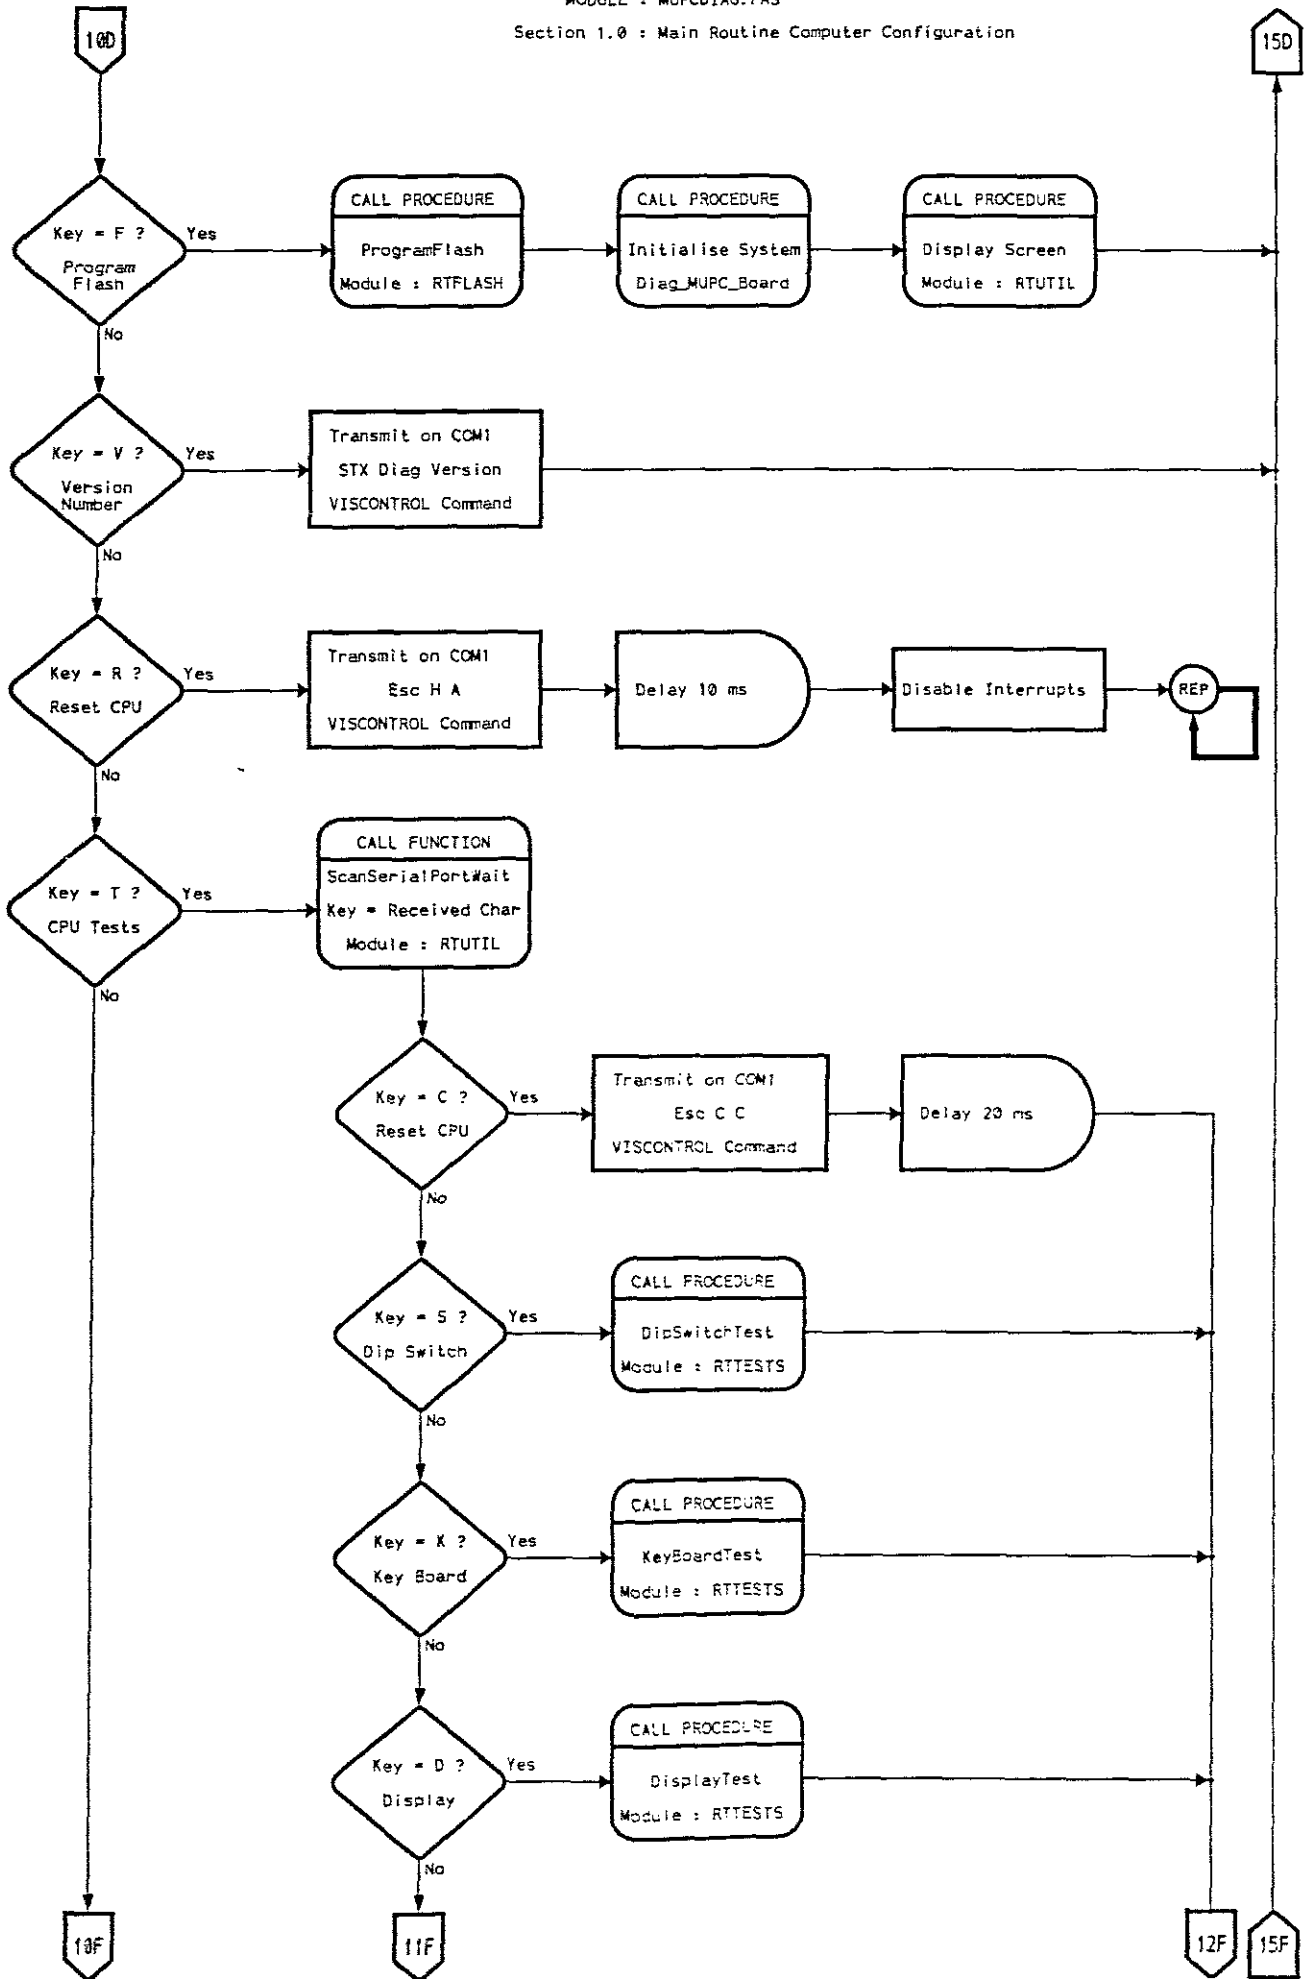 Section 1.0 : Main Routine Computer Configuration
10D
15D
Key = F ?
Program
Flash
Yes
No
CALL PROCEDURE
ProgramFlash
Module : RTFLASH
CALL PROCEDURE
Initialise System
Diag_MUPC_Board
CALL PROCEDURE
Display Screen
Module : RTUTIL
Key = V ?
Version
Number
Yes
No
Transmit on COM1
STX Diag Version
VISCONTROL Command
Key = R ?
Reset CPU
Yes
No
Transmit on COM1
Esc H A
VISCONTROL Command
Delay 10 ms
Disable Interrupts
REP
Key = T ?
CPU Tests
Yes
No
CALL FUNCTION
ScanSerialPortWait
Key = Received Char
Module : RTUTIL
Key = C ?
Reset CPU
Yes
No
Transmit on COM1
Esc C C
VISCONTROL Command
Delay 20 ms
Key = S ?
Dip Switch
Yes
No
CALL PROCEDURE
DipSwitchTest
Module : RTTESTS
Key = K ?
Key Board
Yes
No
CALL PROCEDURE
KeyBoardTest
Module : RTTESTS
Key = D ?
Display
Yes
No
CALL PROCEDURE
DisplayTest
Module : RTTESTS
10F
11F
12F
15F